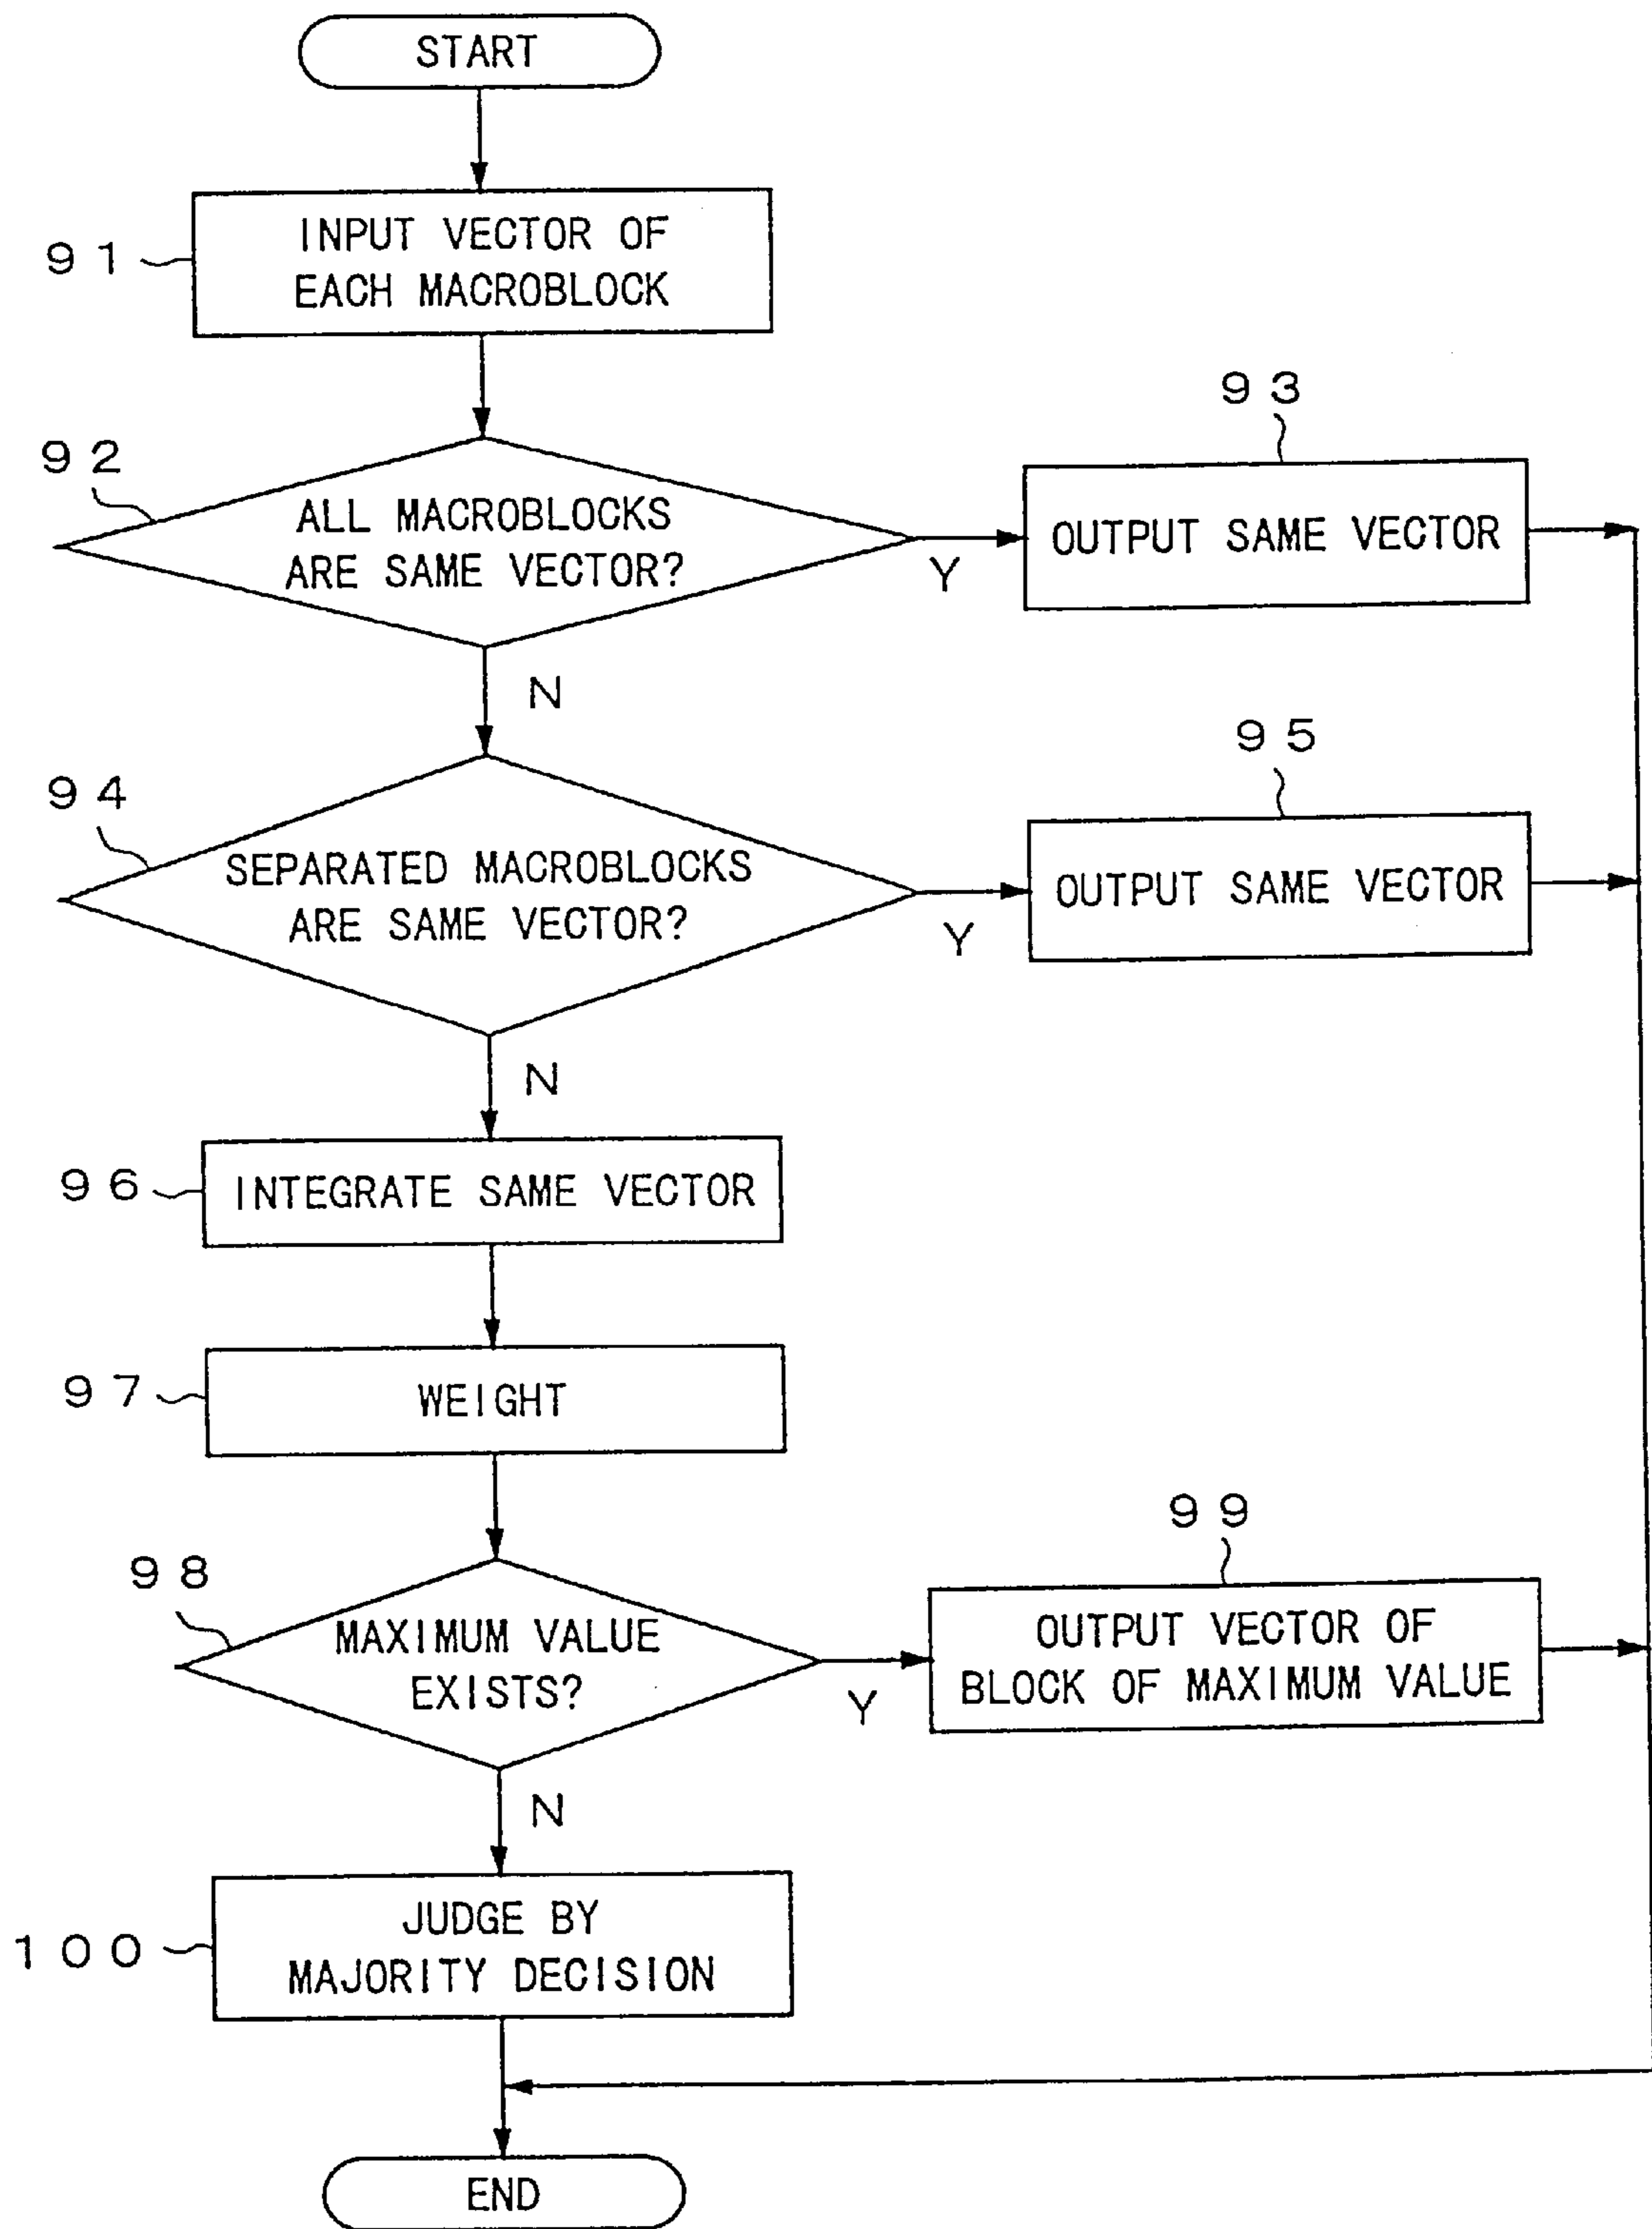 START
91
INPUT VECTOR OF
EACH MACROBLOCK
92
ALL MACROBLOCKS
ARE SAME VECTOR?
Y
93
OUTPUT SAME VECTOR
N
94
SEPARATED MACROBLOCKS
ARE SAME VECTOR?
Y
95
OUTPUT SAME VECTOR
N
96
INTEGRATE SAME VECTOR
97
WEIGHT
98
MAXIMUM VALUE
EXISTS?
Y
99
OUTPUT VECTOR OF
BLOCK OF MAXIMUM VALUE
N
100
JUDGE BY
MAJORITY DECISION
END